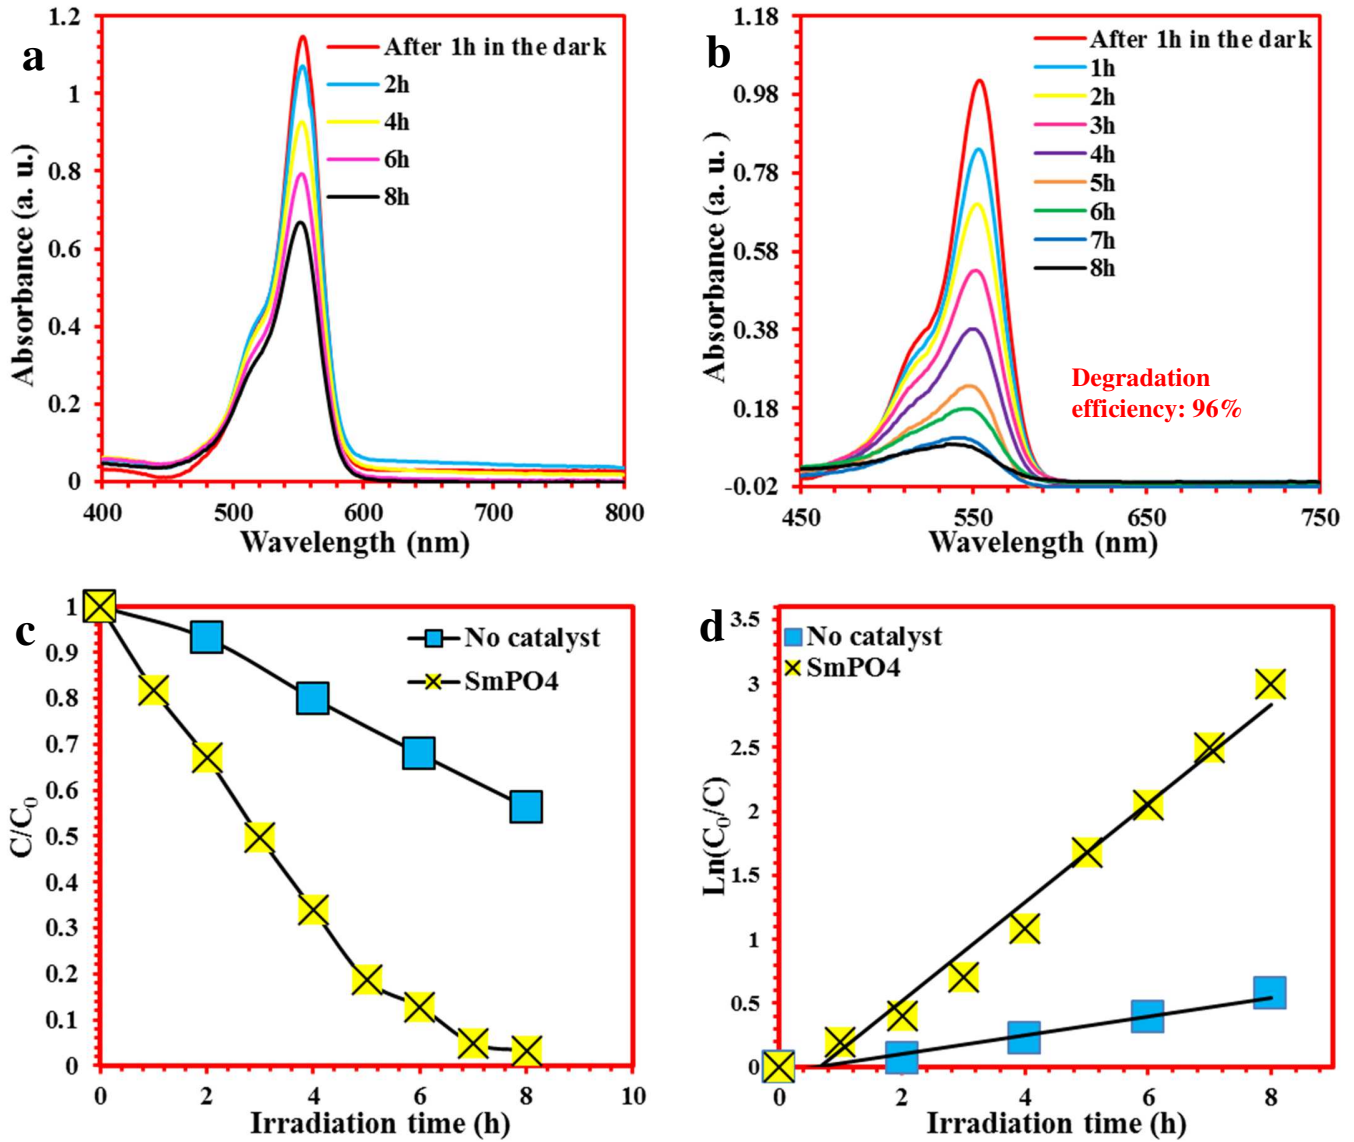 a
1.2
1
0.8
0.6
0.4
0.2
0
400 500 600 700 800
Absorbance (a. u.)
Wavelength (nm)
After 1h in the dark
2h
4h
6h
8h
b
1.18
0.98
0.78
0.58
0.38
0.18
-0.02
450 550 650 750
Absorbance (a. u. )
Wavelength (nm)
After 1h in the dark
1h
2h
3h
4h
5h
6h
7h
8h
Degradation
efficiency: 96%
c
1
0.9
0.8
0.7
0.6
0.5
0.4
0.3
0.2
0.1
0
0 2 4 6 8 10
C/C0
Irradiation time (h)
No catalyst
SmPO4
d
3.5
3
2.5
2
1.5
1
0.5
0
0 2 4 6 8
Ln(C0/C)
Irradiation time (h)
No catalyst
SmPO4